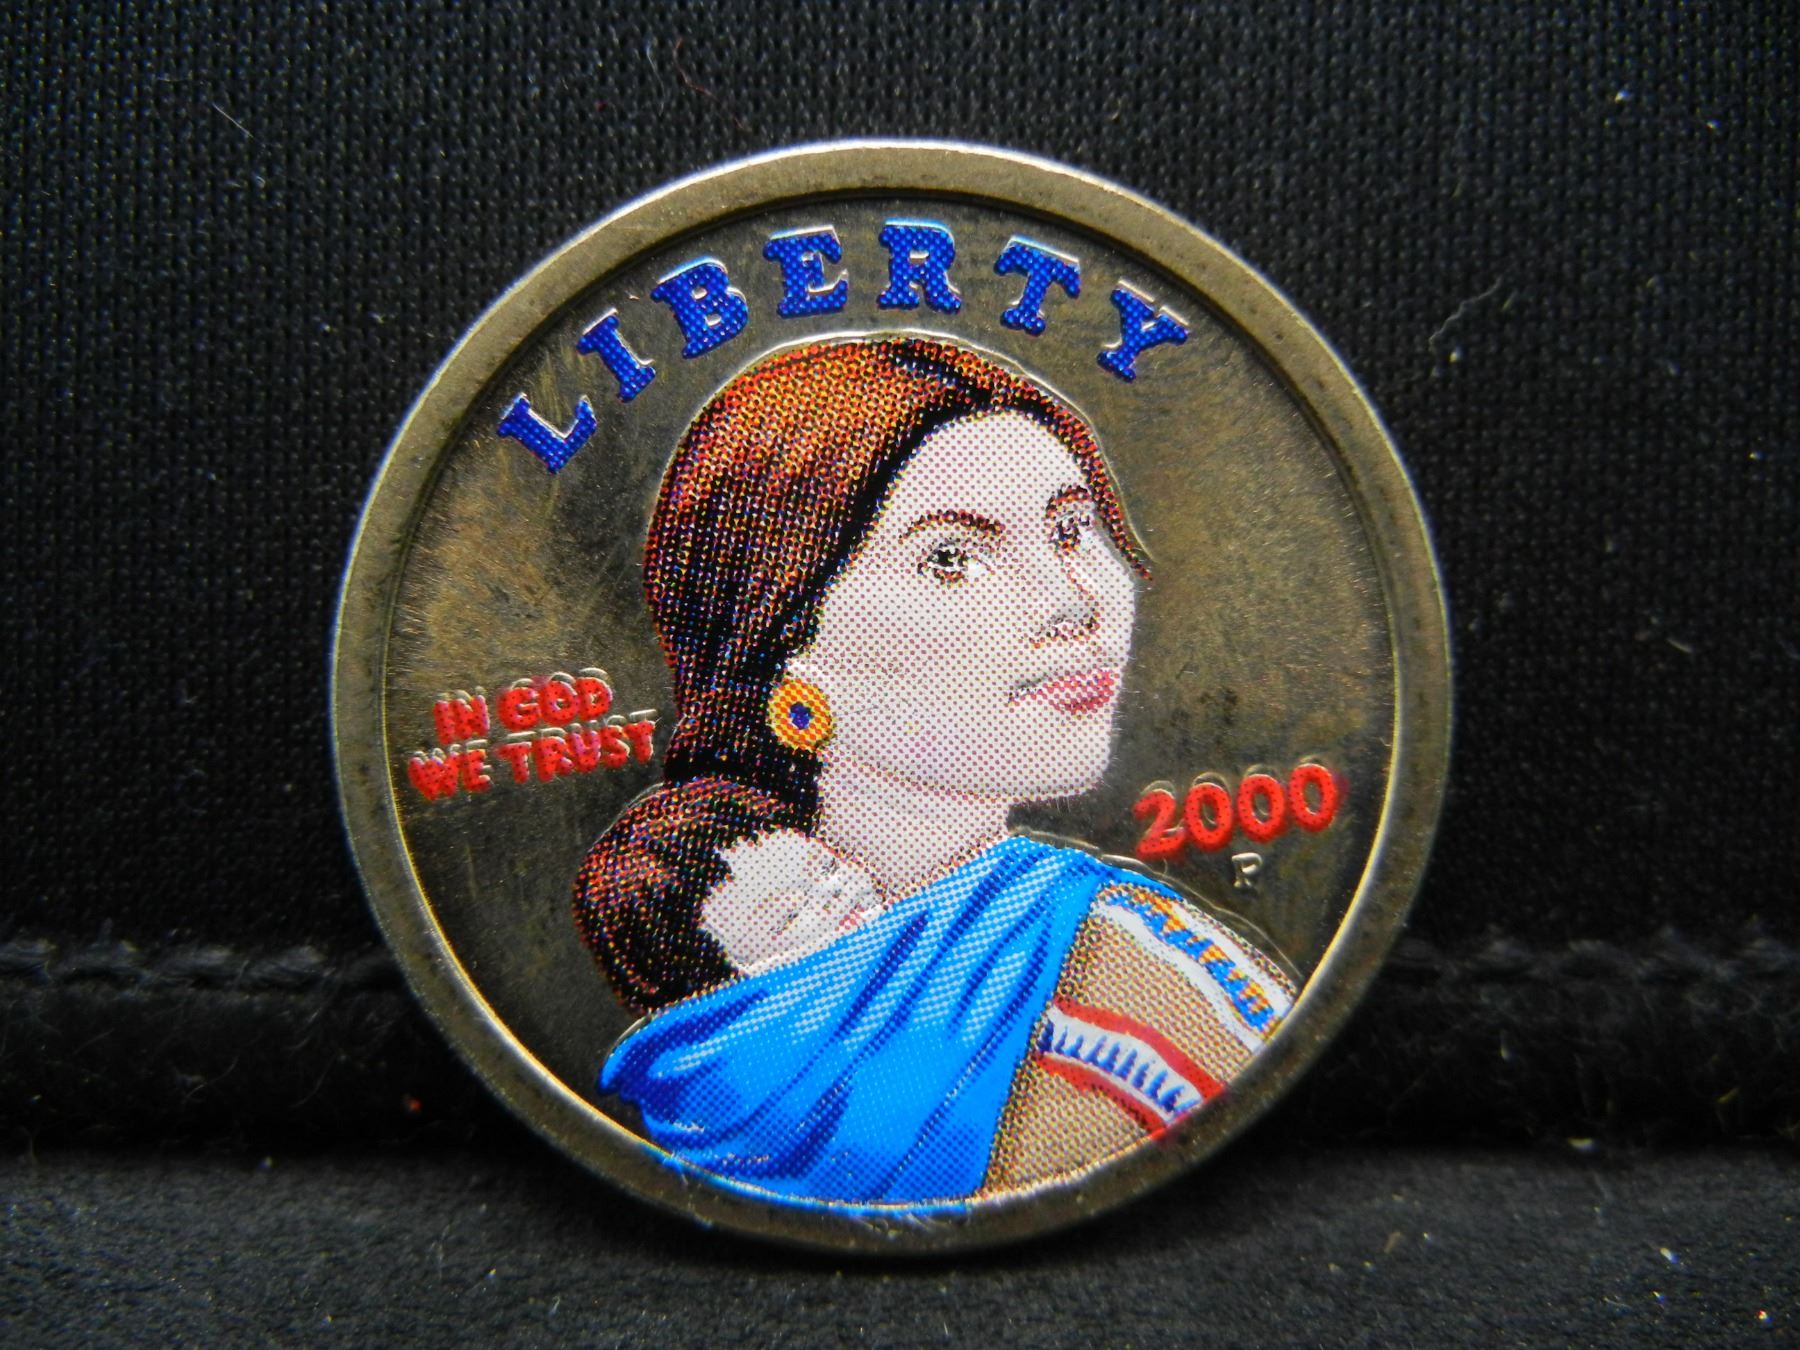 LIBERTY
IN GOD
WE TRUST
2000
P